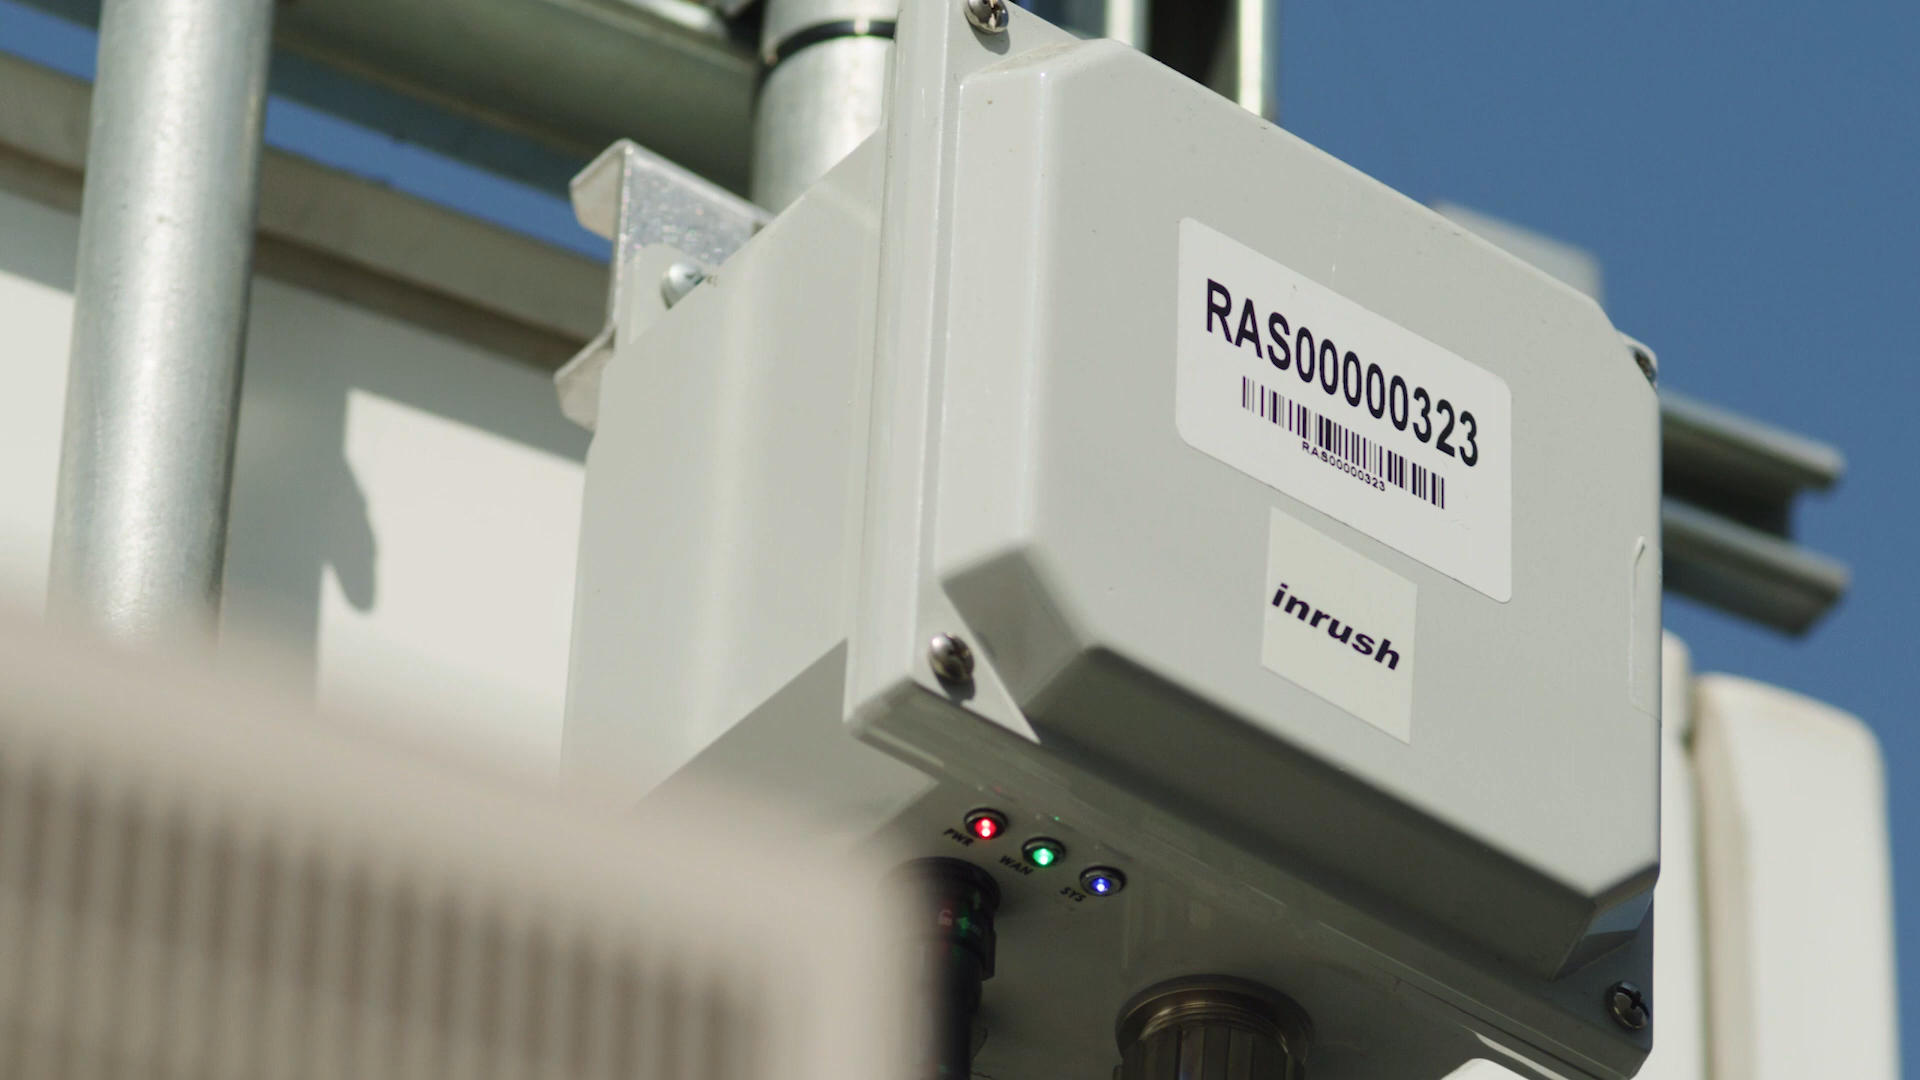 RAS00000323
RAS00000323
inrush
PWR
WAN
SYS